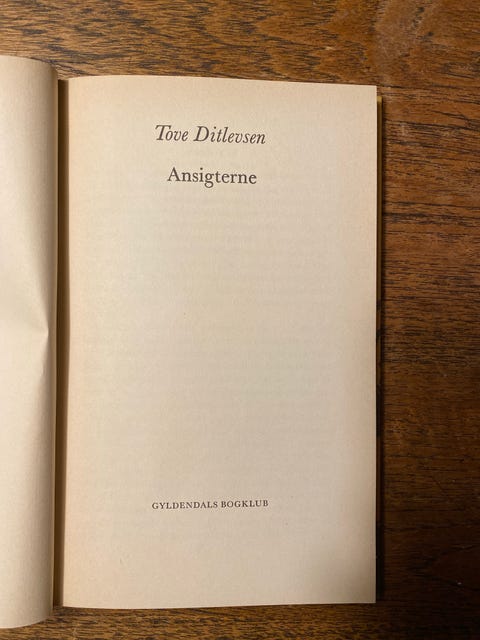 Tove Ditlevsen
Ansigterne
GYLDENDALS BOGKLUB